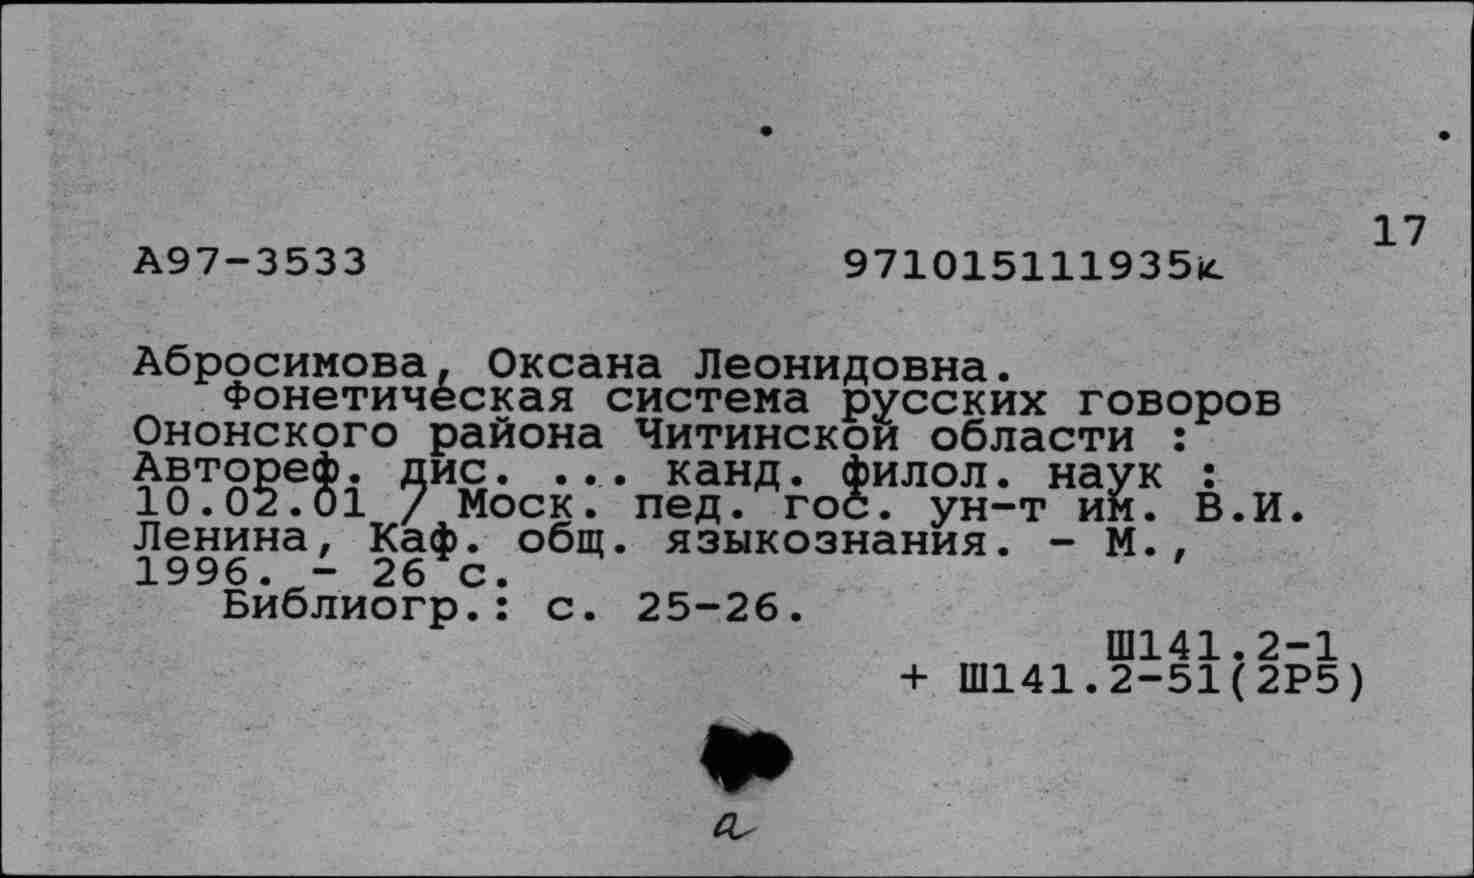 17
А97-3533 971015111935к
Абросимова, Оксана Леонидовна.
Фонетическая система русских говоров
Ононского района Читинской области :
Автореф. дис. ... канд. филол. наук :
10.02.01 / Моск. пед. гос. ун-т им. В.И.
Ленина, Каф. общ. языкознания. - М.,
1996. - 26 с.
Библиогр.: с. 25-26.
Ш141.2-1
+ Ш141.2-51(2Р5)
а